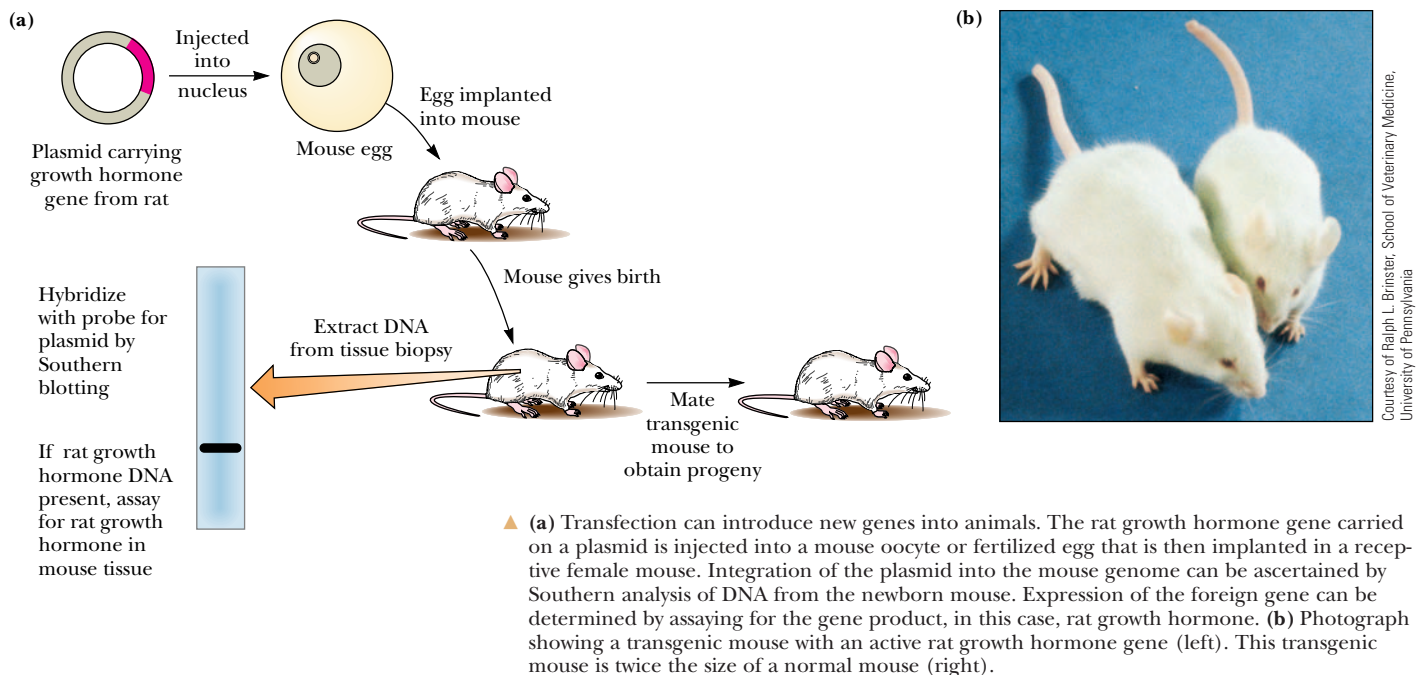 (a)
Injected
into
nucleus
Plasmid carrying
growth hormone
gene from rat
Mouse egg
Egg implanted
into mouse
Mouse gives birth
Hybridize
with probe for
plasmid by
Southern
blotting
Extract DNA
from tissue biopsy
Mate
transgenic
mouse to
obtain progeny
If rat growth
hormone DNA
present, assay
for rat growth
hormone in
mouse tissue
(b)
Courtesy of Ralph L. Brinster, School of Veterinary Medicine,
University of Pennsylvania
▲ (a) Transfection can introduce new genes into animals. The rat growth hormone gene carried
on a plasmid is injected into a mouse oocyte or fertilized egg that is then implanted in a recep-
tive female mouse. Integration of the plasmid into the mouse genome can be ascertained by
Southern analysis of DNA from the newborn mouse. Expression of the foreign gene can be
determined by assaying for the gene product, in this case, rat growth hormone. (b) Photograph
showing a transgenic mouse with an active rat growth hormone gene (left). This transgenic
mouse is twice the size of a normal mouse (right).